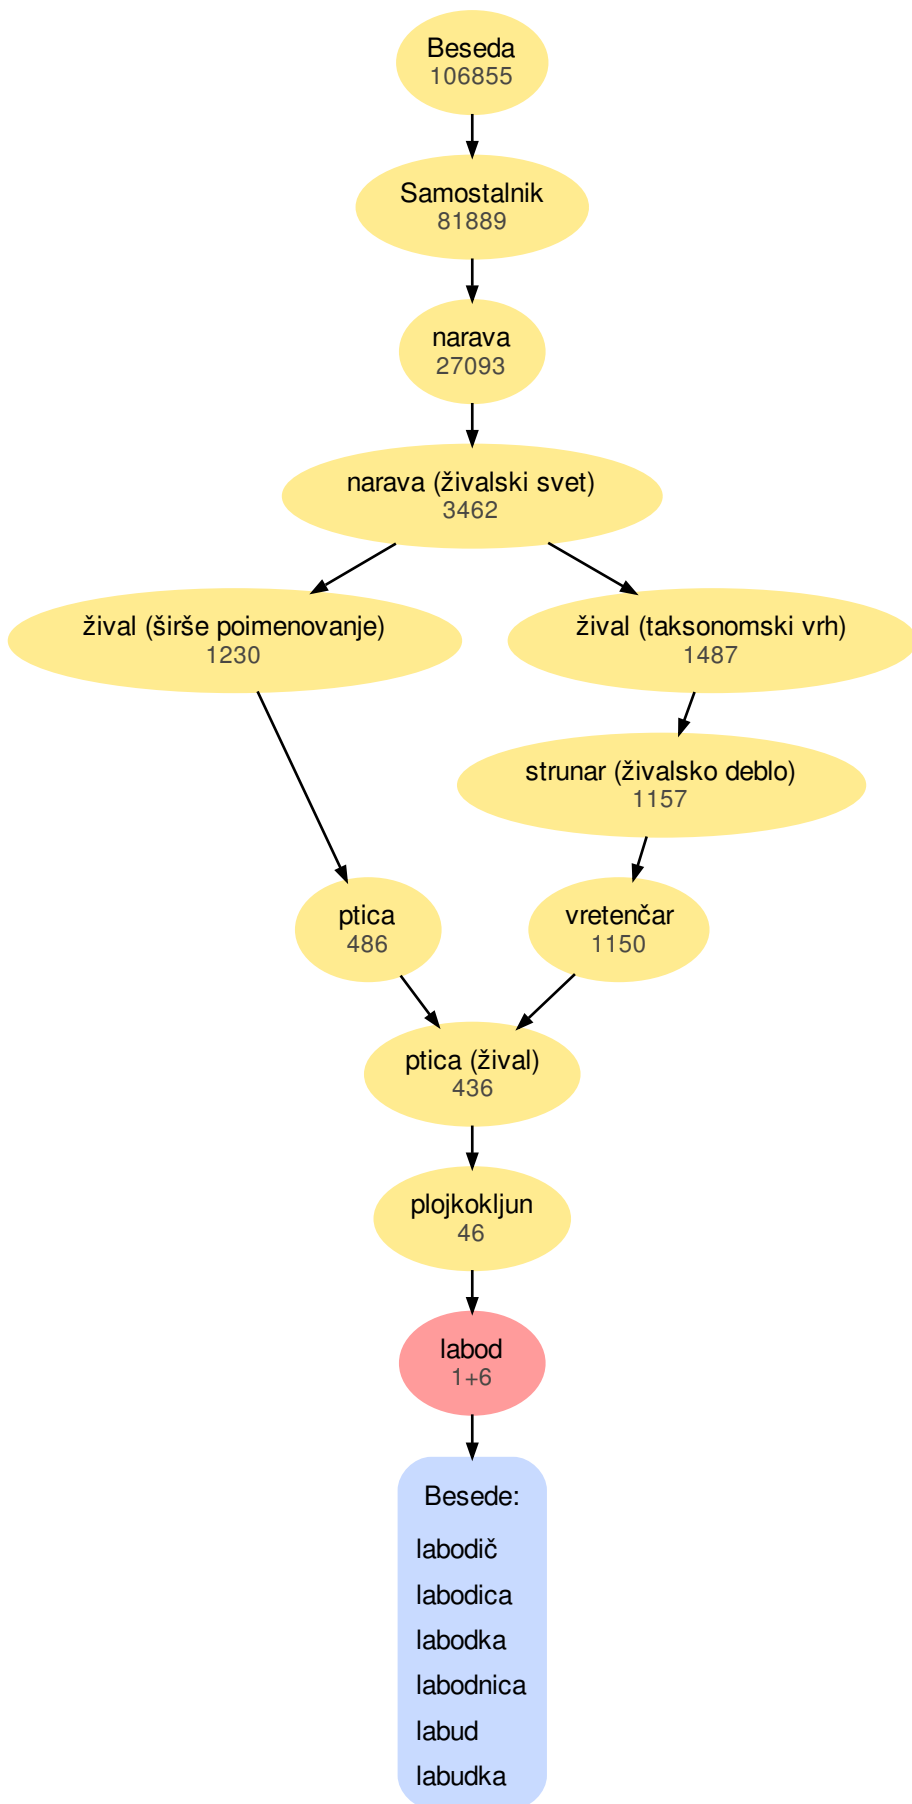 Beseda
106855
Samostalnik
81889
narava
27093
narava (živalski svet)
3462
žival (širše poimenovanje)
1230
žival (taksonomski vrh)
1487
strunar (živalsko deblo)
1157
ptica
486
vretenčar
1150
ptica (žival)
436
plojkokljun
46
labod
1+6
Besede:
labodič
labodica
labodka
labodnica
labud
labudka